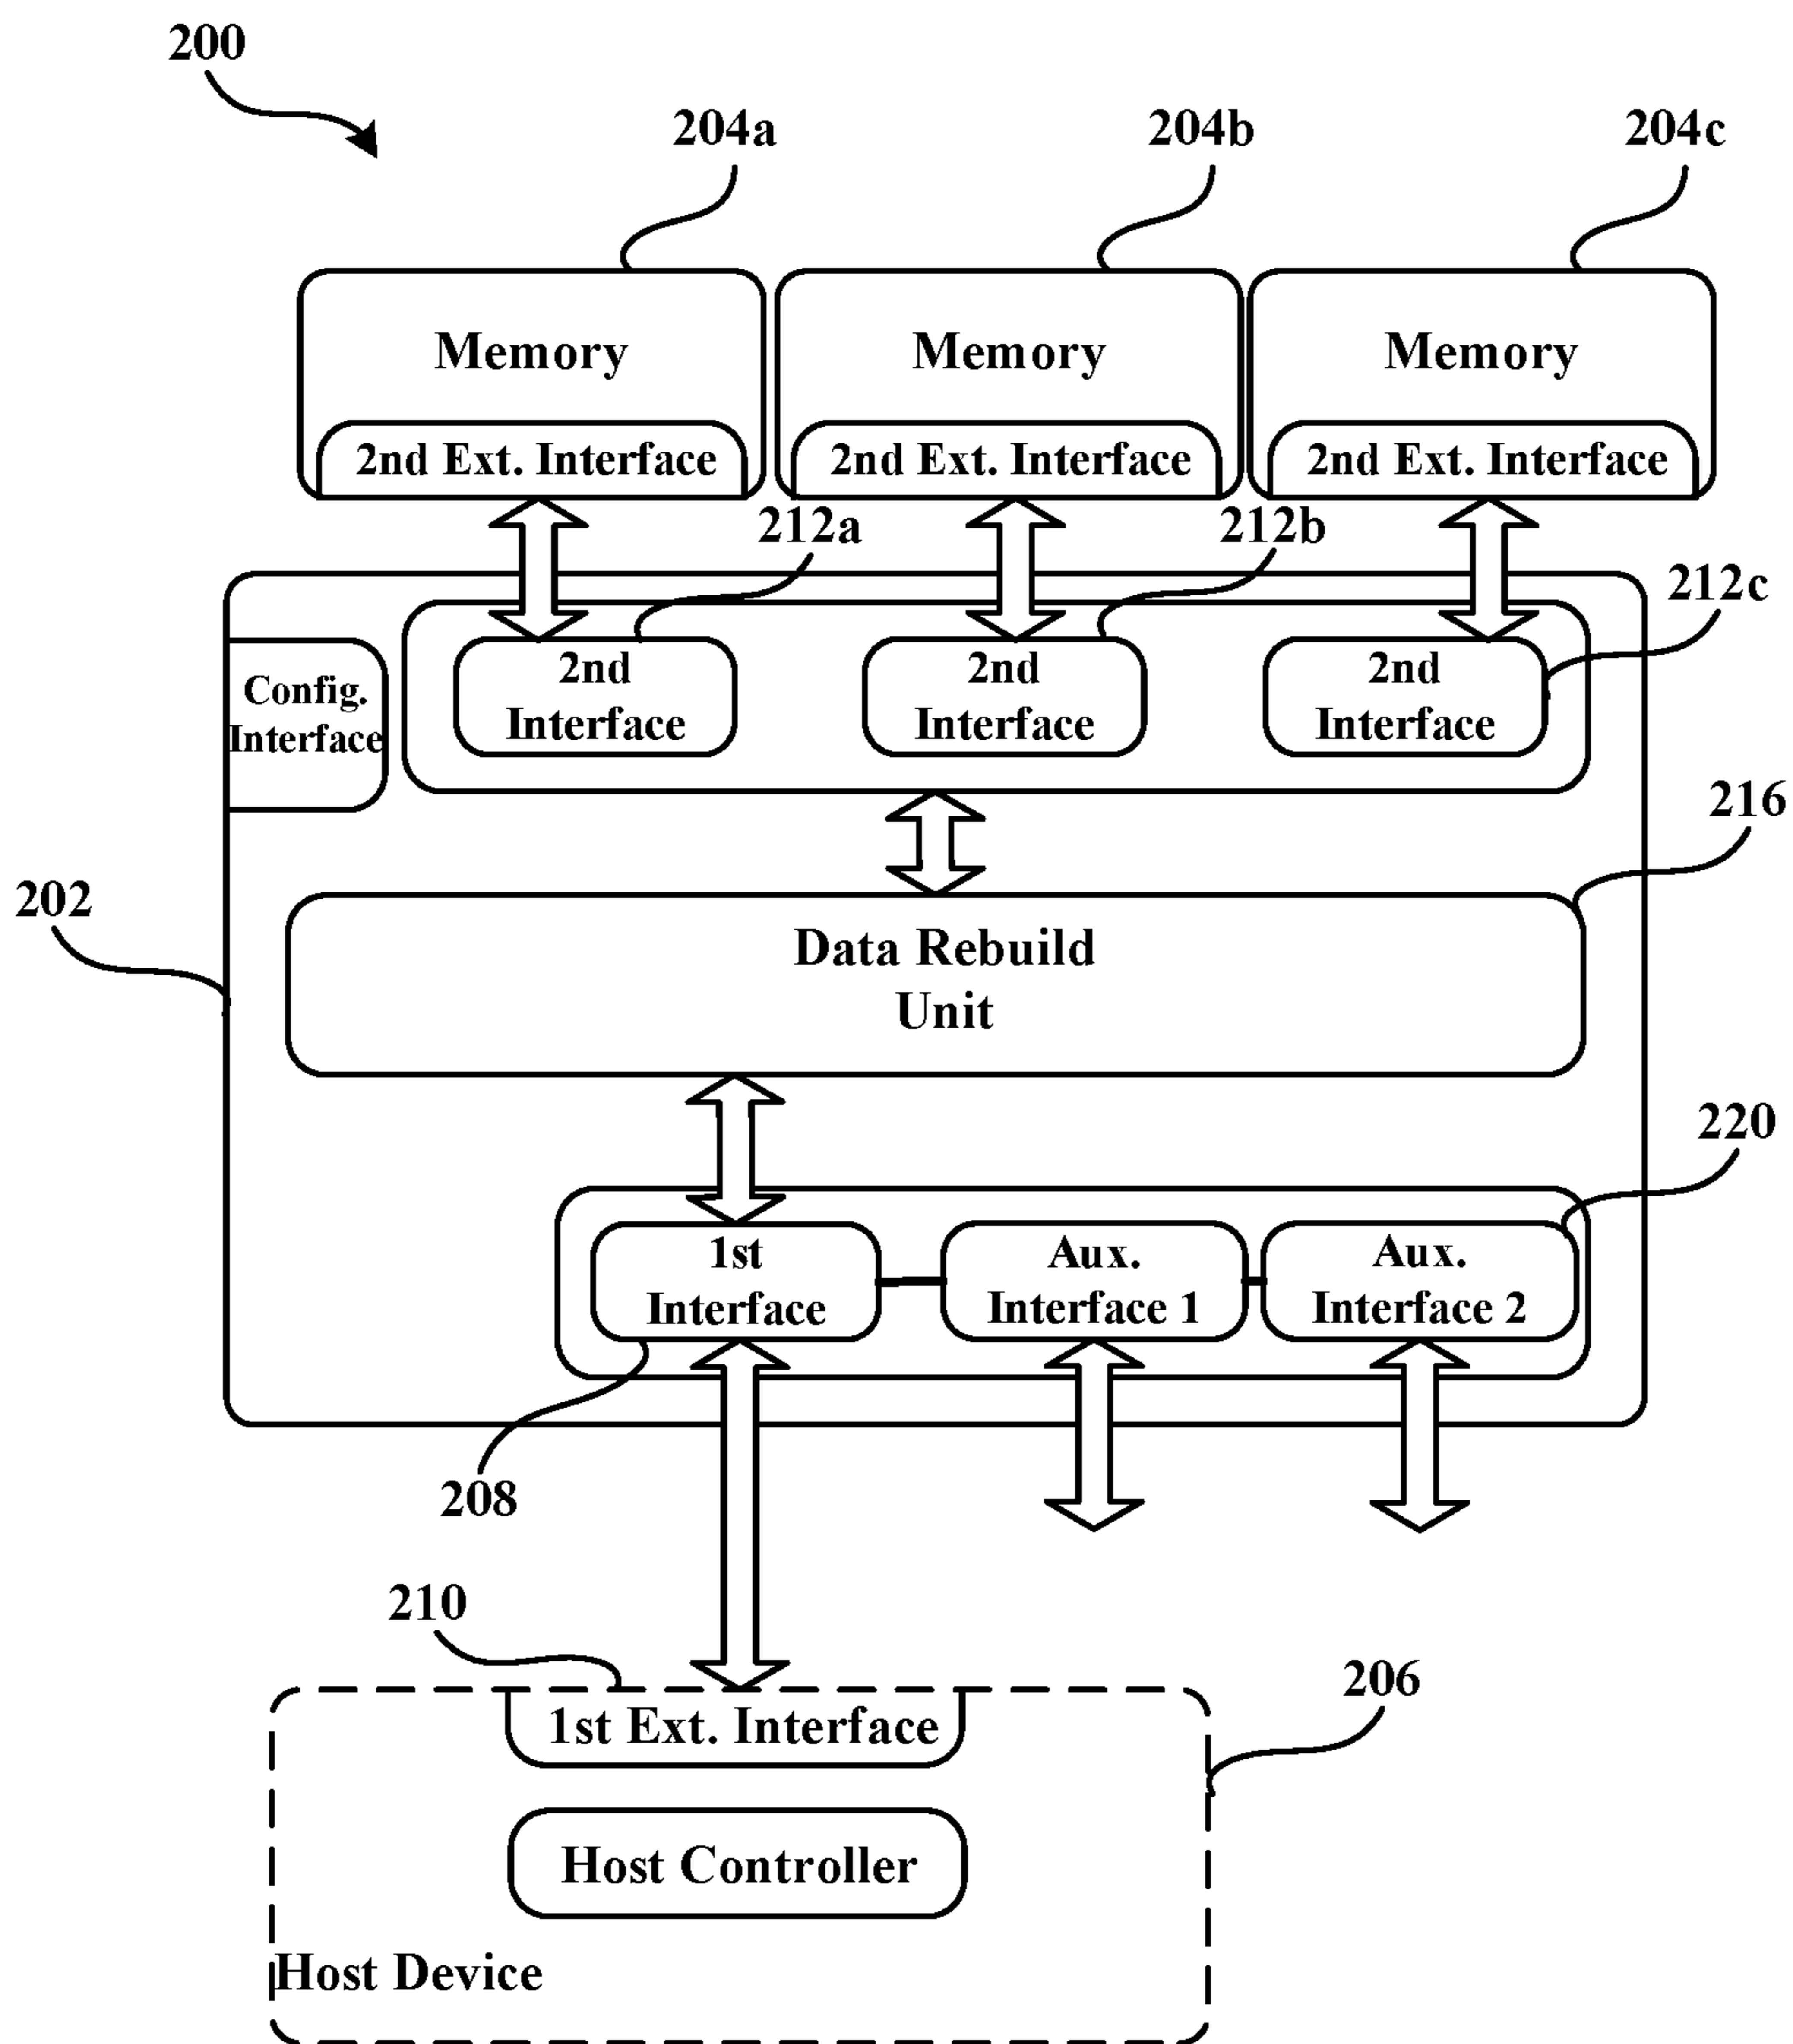 200
204a
204b
204c
Memory
Memory
Memory
2nd Ext. Interface
2nd Ext. Interface
2nd Ext. Interface
212a
212b
212c
Config.
Interface
2nd
Interface
2nd
Interface
2nd
Interface
216
202
Data Rebuild
Unit
220
1st
Interface
Aux.
Interface 1
Aux.
Interface 2
208
210
206
1st Ext. Interface
Host Controller
Host Device